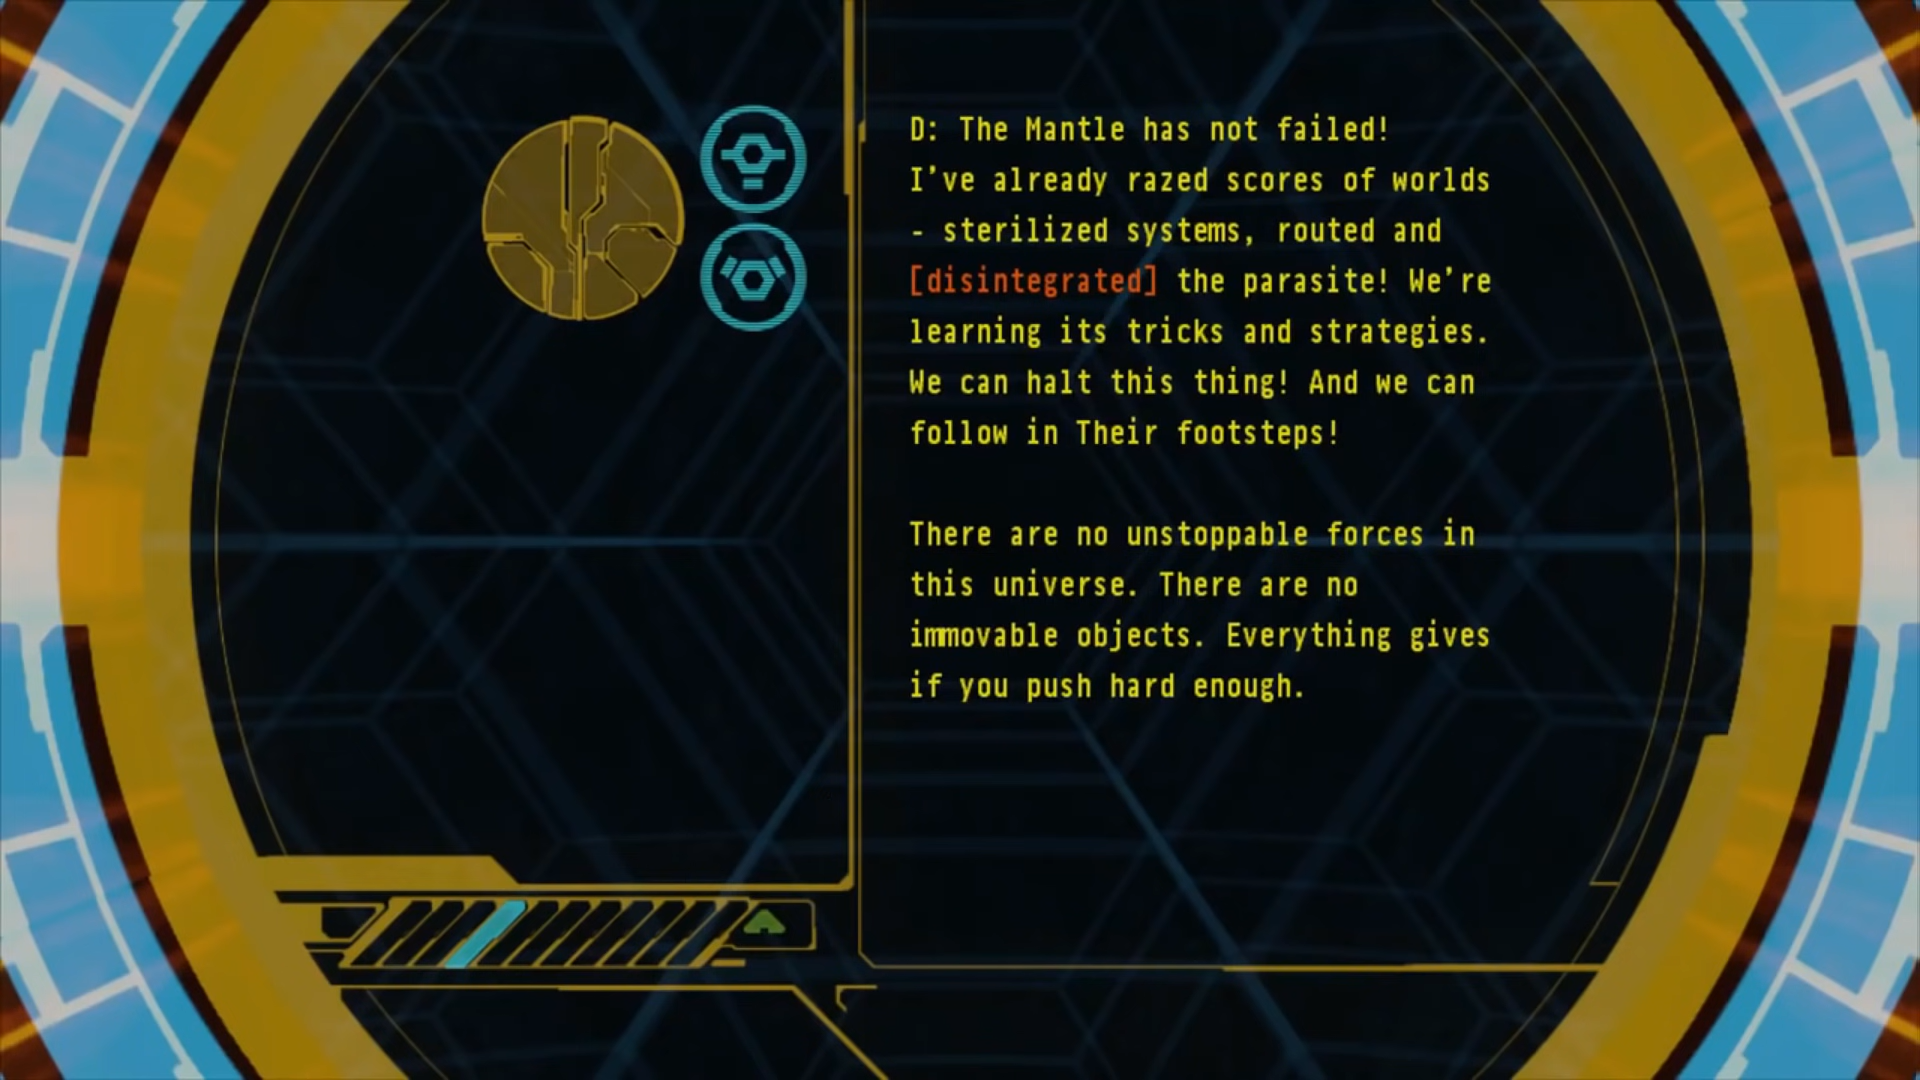 D: The Mantle has not failed!
I’ve already razed scores of worlds
- sterilized systems, routed and
[disintegrated] the parasite! We’re
learning its tricks and strategies.
We can halt this thing! And we can
follow in Their footsteps!
There are no unstoppable forces in
this universe. There are no
immovable objects. Everything gives
if you push hard enough.